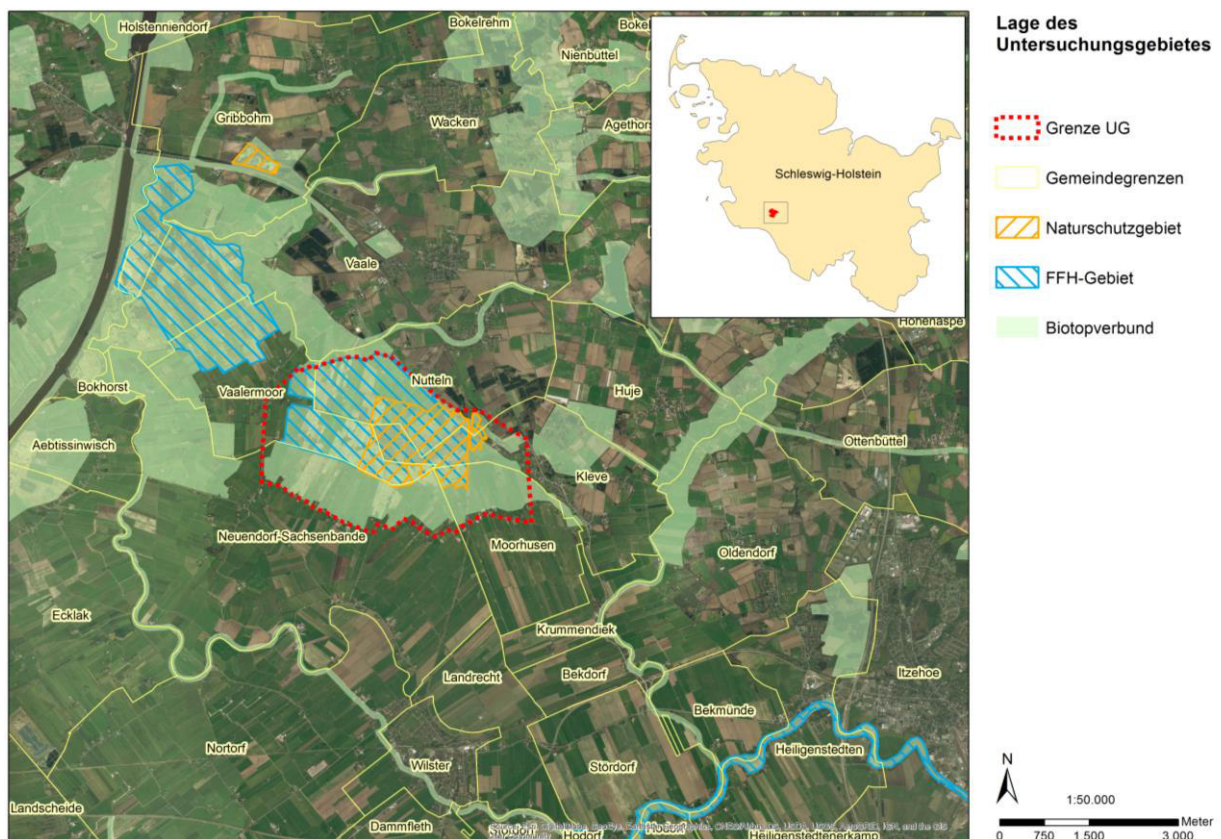 Holstenniendorf
Bokelrehm
Nienbüttel
Gribbohm
Wacken
Vaale
Bokhorst
Vaalermoor
Nutteln
Huje
Aebtissinwisch
Ottenbüttel
Kleve
Neuendorf-Sachsenbande
Moorhusen
Oldendorf
Ecklak
Krummendiek
Landrecht
Bekdorf
Itzehoe
Bekmünde
Nortorf
Wilster
Stördorf
Heiligenstedten
Landscheide
Dammfleth
Heiligenstedtenerkamp
Schleswig-Holstein
Lage des
Untersuchungsgebietes
Grenze UG
Gemeindegrenzen
Naturschutzgebiet
FFH-Gebiet
Biotopverbund
N
1:50.000
Meter
0 750 1.500 3.000